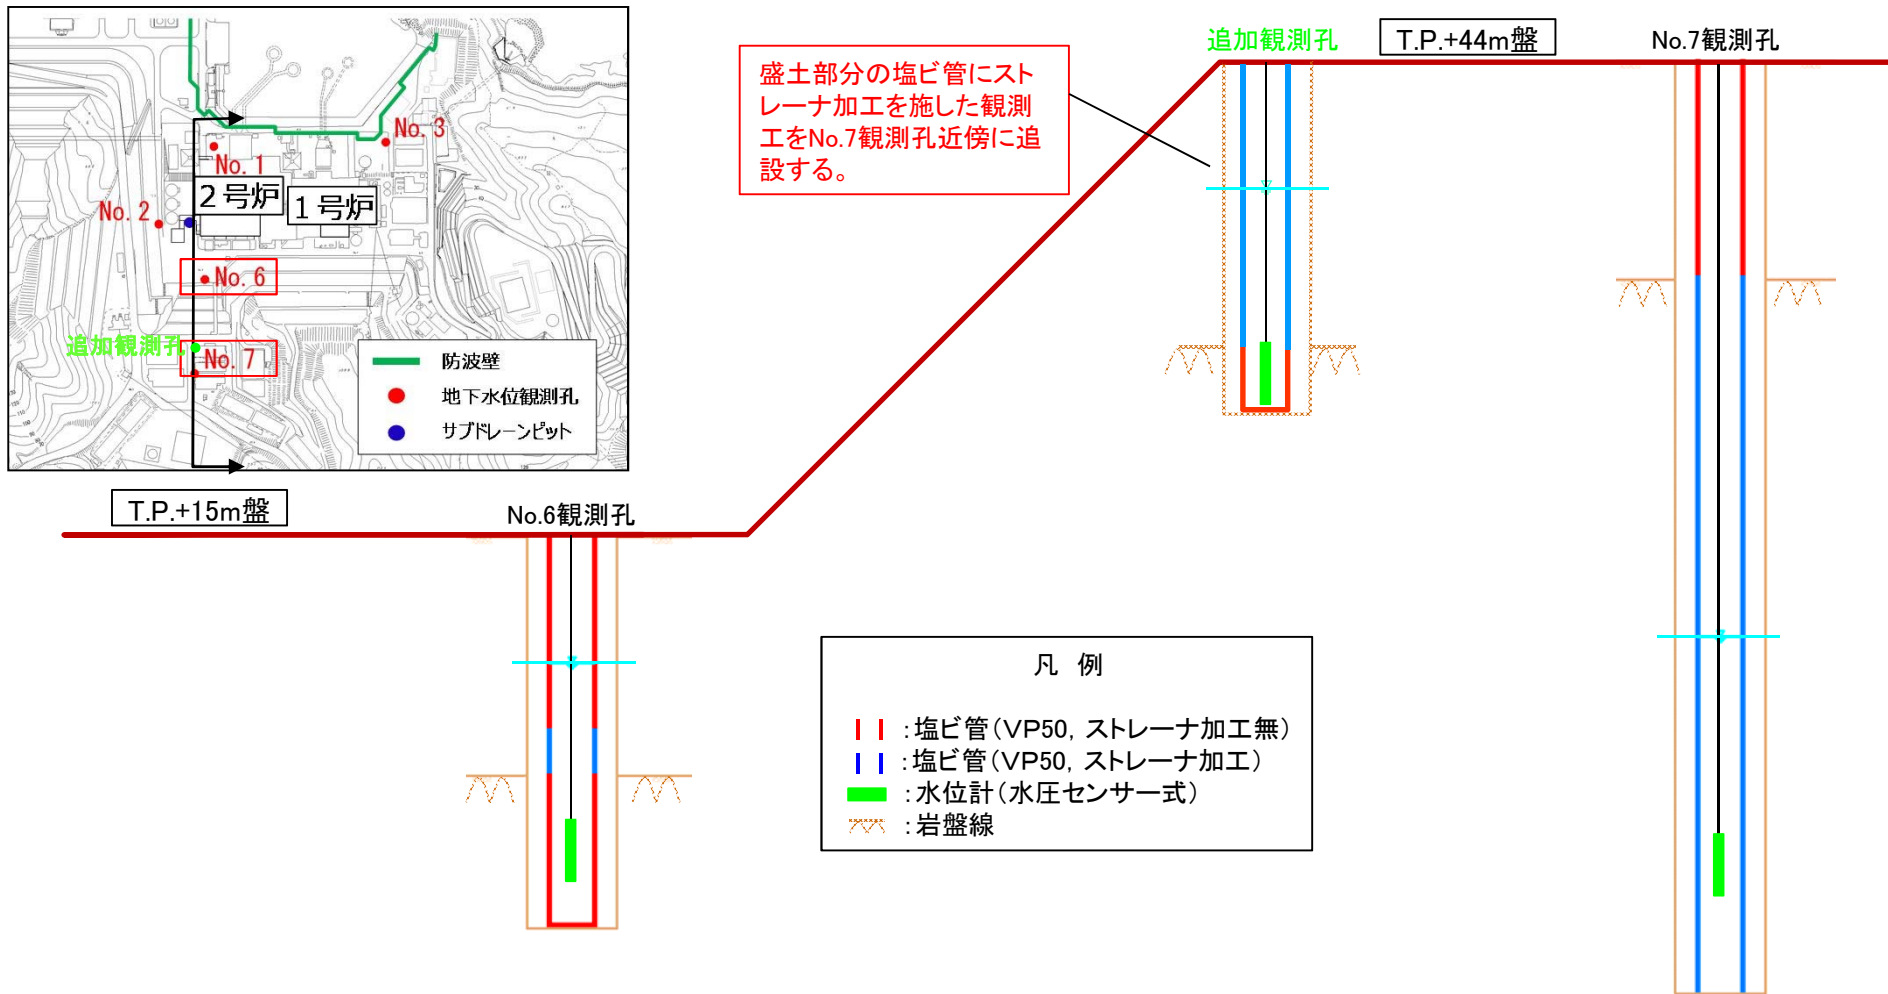 No. 3
No. 1
2号炉
1号炉
No. 2
No. 6
追加観測孔
No. 7
防波壁
地下水位観測孔
サブドレーンピット
盛土部分の塩ビ管にスト
レーナ加工を施した観測
工をNo.7観測孔近傍に追
設する。
追加観測孔
T.P.+44m盤
No.7観測孔
T.P.+15m盤
No.6観測孔
凡 例
:塩ビ管(VP50, ストレーナ加工無)
:塩ビ管(VP50, ストレーナ加工)
:水位計(水圧センサー式)
:岩盤線